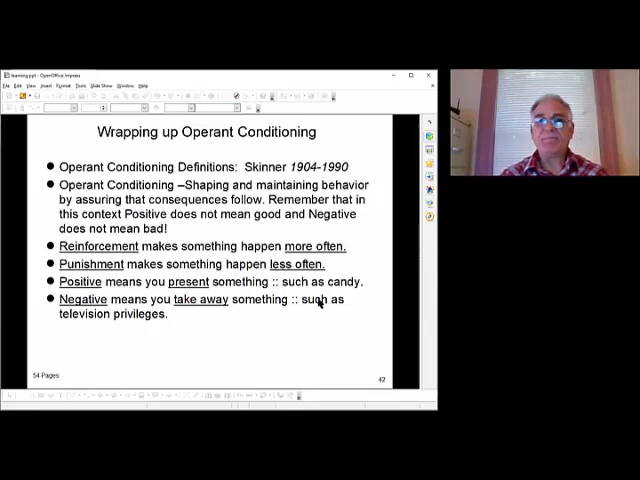 learning.ppt - OpenOffice Impress
File Edit View Insert Format Tools Slide Show Window Help
Wrapping up Operant Conditioning
● Operant Conditioning Definitions: Skinner 1904-1990
● Operant Conditioning –Shaping and maintaining behavior
by assuring that consequences follow. Remember that in
this context Positive does not mean good and Negative
does not mean bad!
● Reinforcement makes something happen more often.
● Punishment makes something happen less often.
● Positive means you present something :: such as candy.
● Negative means you take away something :: such as
television privileges.
54 Pages
42